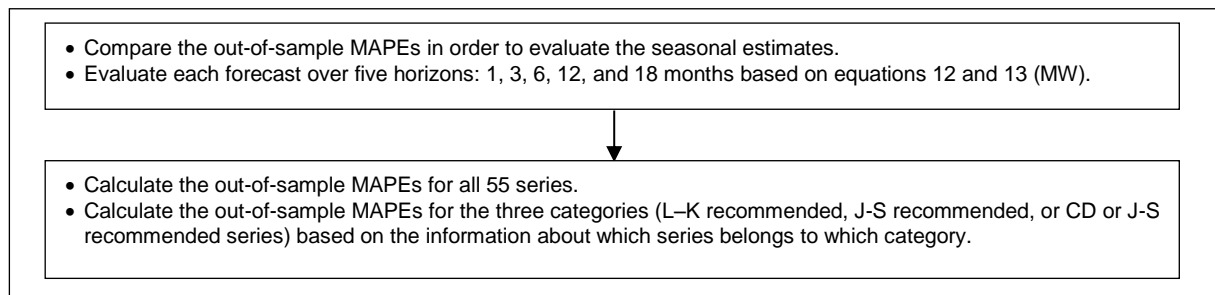 • Compare the out-of-sample MAPEs in order to evaluate the seasonal estimates.
• Evaluate each forecast over five horizons: 1, 3, 6, 12, and 18 months based on equations 12 and 13 (MW).
• Calculate the out-of-sample MAPEs for all 55 series.
• Calculate the out-of-sample MAPEs for the three categories (L–K recommended, J-S recommended, or CD or J-S
recommended series) based on the information about which series belongs to which category.